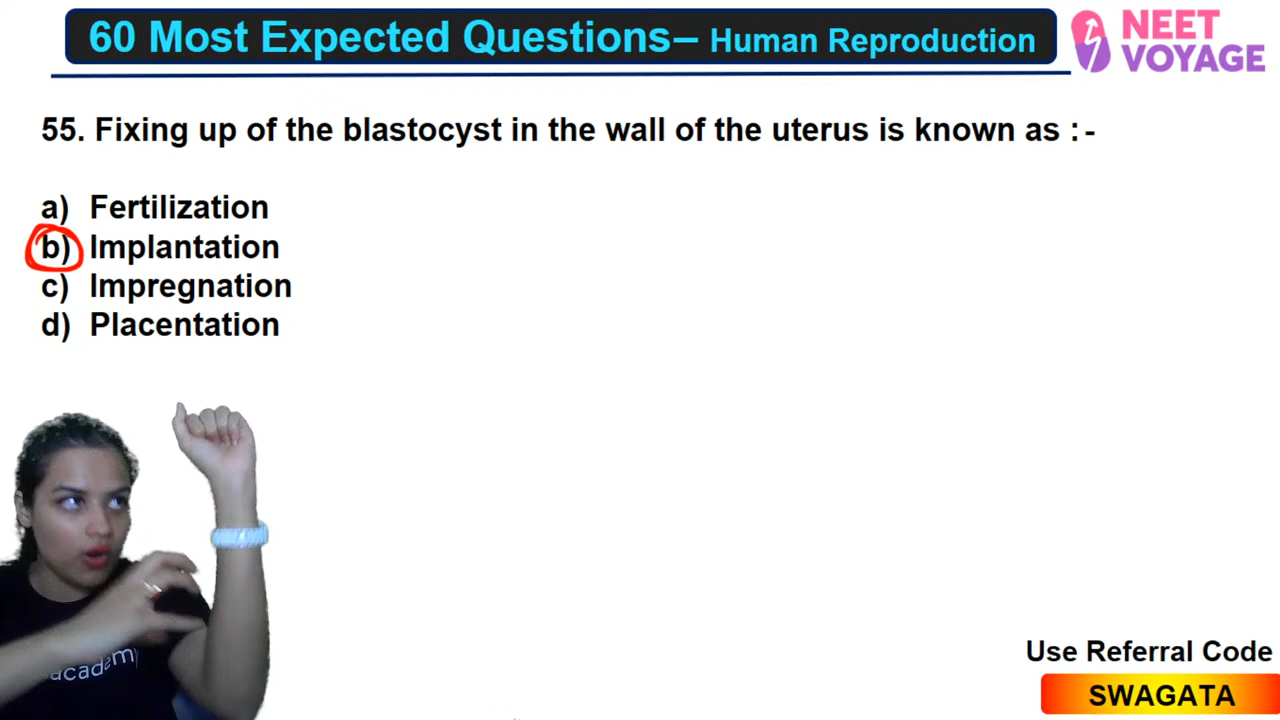 60 Most Expected Questions– Human Reproduction
NEET
VOYAGE
55. Fixing up of the blastocyst in the wall of the uterus is known as :-
a) Fertilization
b) Implantation
c) Impregnation
d) Placentation
academy
Use Referral Code
SWAGATA